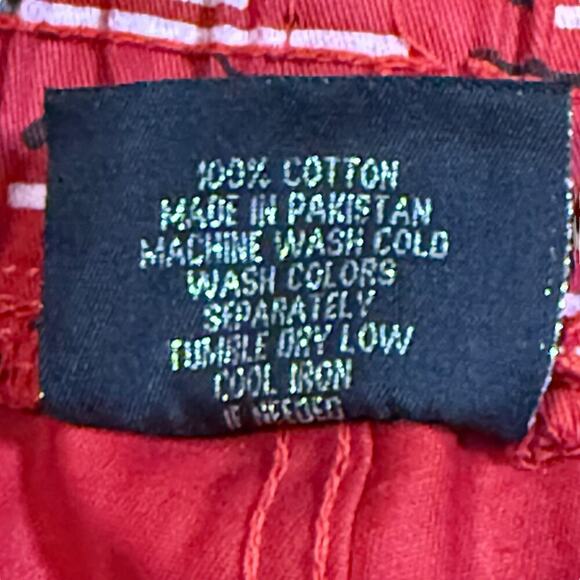 100% COTTON
MADE IN PAKISTAN
MACHINE WASH COLD
WASH COLORS
SEPARATELY
TUMBLE DRY LOW
COOL IRON
IF NEEDED